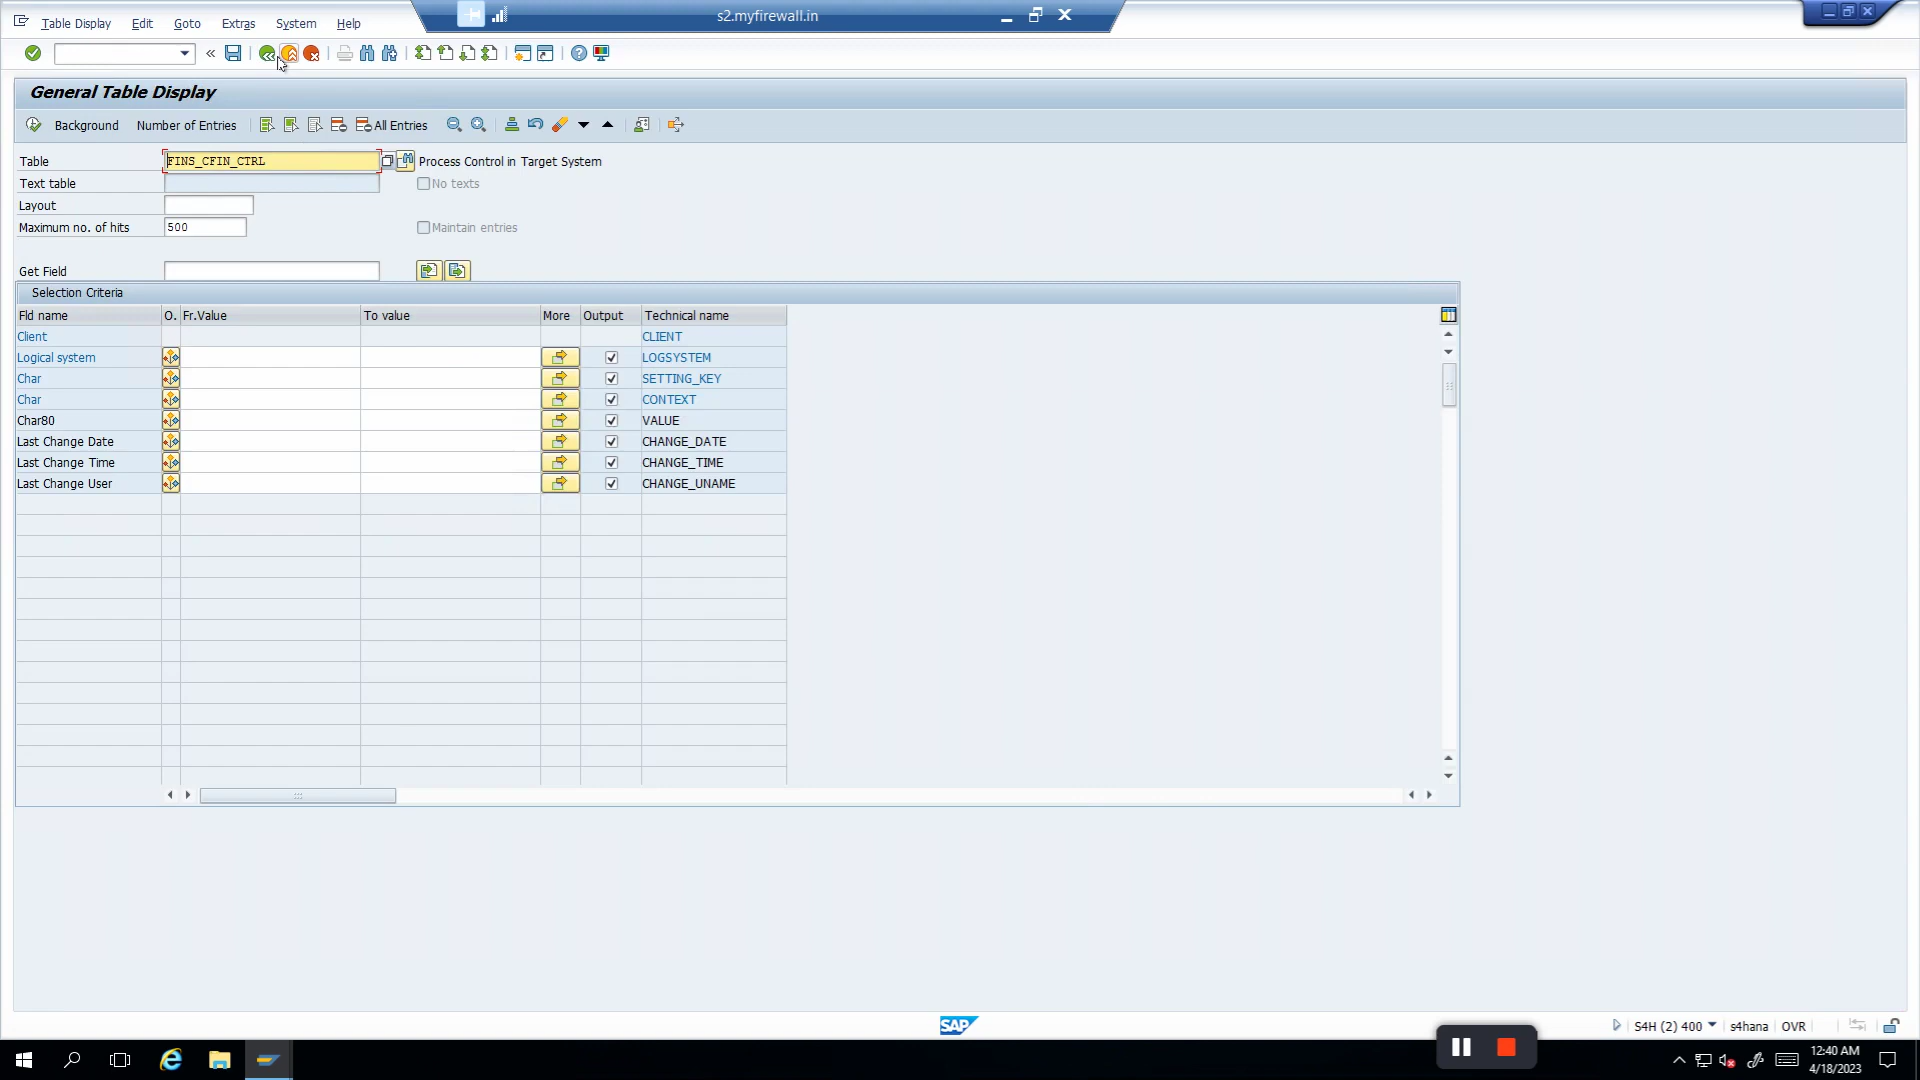 s2.myfirewall.in
Table Display Edit Goto Extras System Help
General Table Display
Background Number of Entries All Entries
Table FINS_CFIN_CTRL Process Control in Target System
Text table No texts
Layout
Maximum no. of hits 500 Maintain entries
Get Field
Selection Criteria
Fld name O. Fr.Value To value More Output Technical name
Client CLIENT
Logical system LOGSYSTEM
Char SETTING_KEY
Char CONTEXT
Char80 VALUE
Last Change Date CHANGE_DATE
Last Change Time CHANGE_TIME
Last Change User CHANGE_UNAME
SAP
S4H (2) 400 s4hana OVR
12:40 AM
4/18/2023